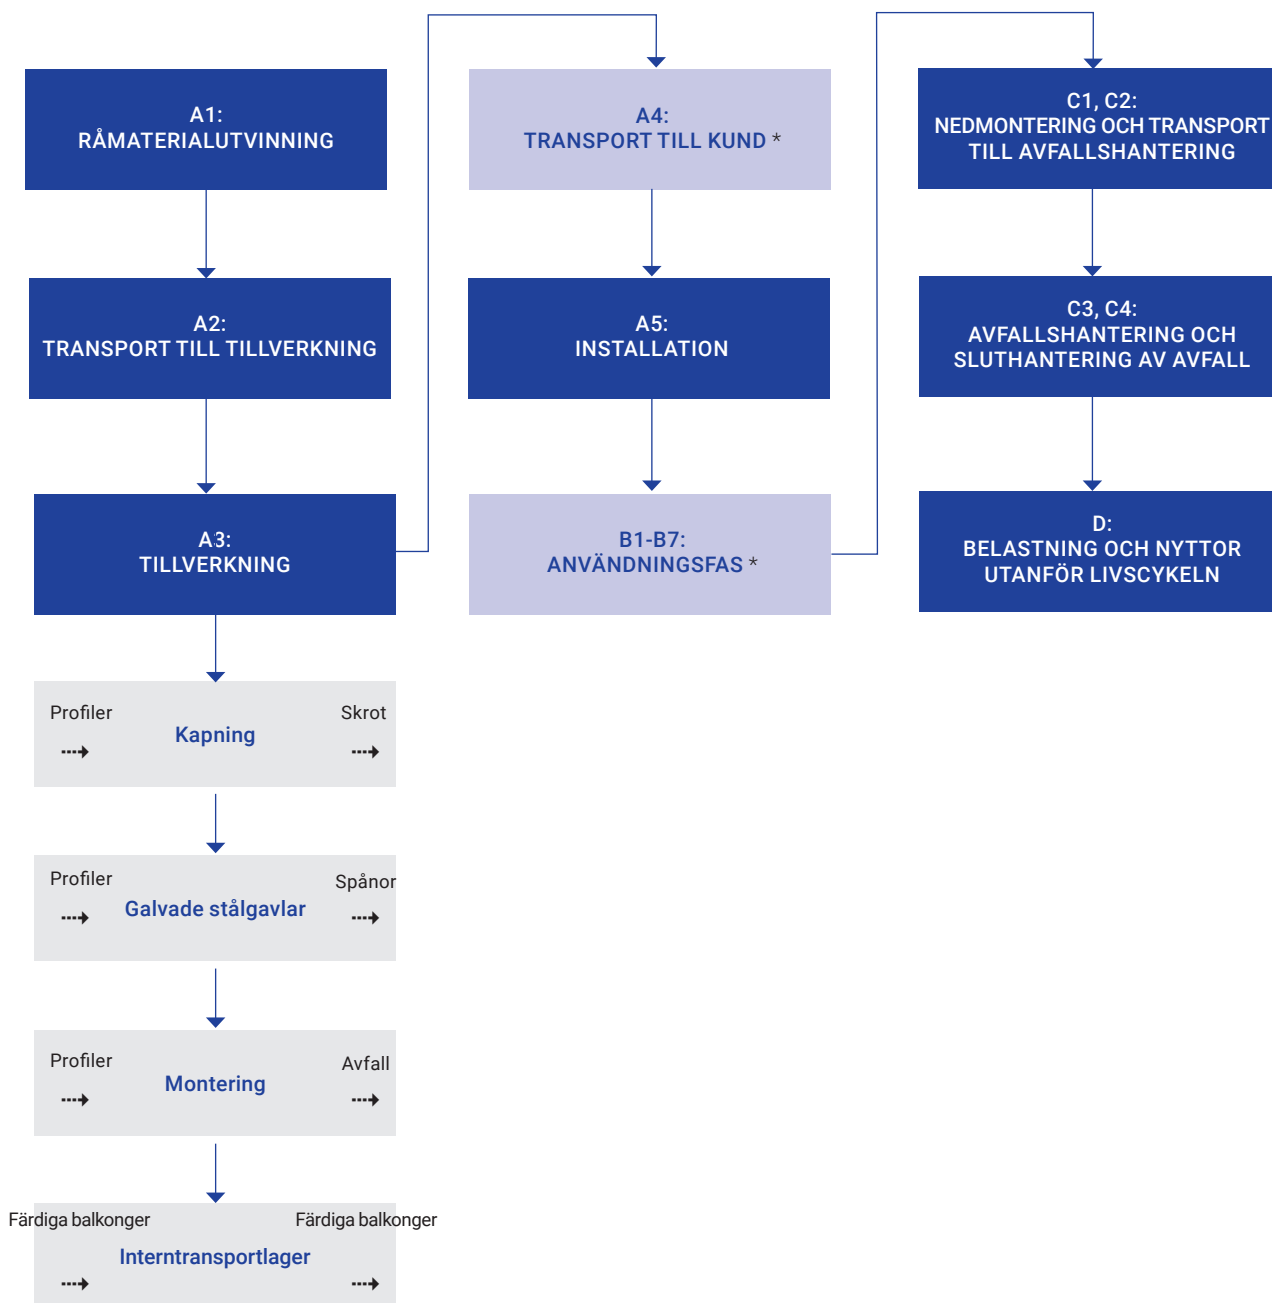 A1:
RÅMATERIALUTVINNING
A2:
TRANSPORT TILL TILLVERKNING
A3:
TILLVERKNING
Profiler
Skrot
Kapning
Profiler
Spånor
Galvade stålgavlar
Profiler
Avfall
Montering
Färdiga balkonger
Färdiga balkonger
Interntransportlager
A4:
TRANSPORT TILL KUND *
A5:
INSTALLATION
B1-B7:
ANVÄNDNINGSFAS *
C1, C2:
NEDMONTERING OCH TRANSPORT
TILL AVFALLSHANTERING
C3, C4:
AVFALLSHANTERING OCH
SLUTHANTERING AV AVFALL
D:
BELASTNING OCH NYTTOR
UTANFÖR LIVSCYKELN